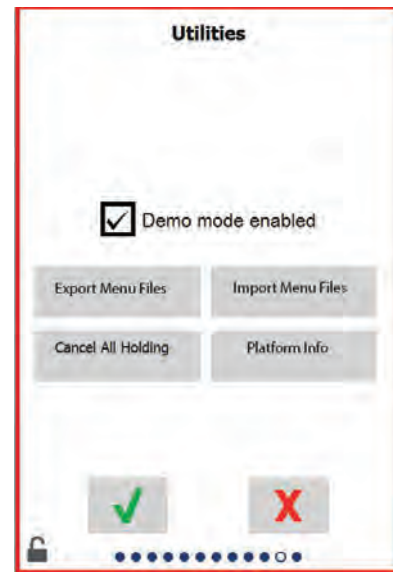 Utilities
Demo mode enabled
Export Menu Files
Import Menu Files
Cancel All Holding
Platform Info
X